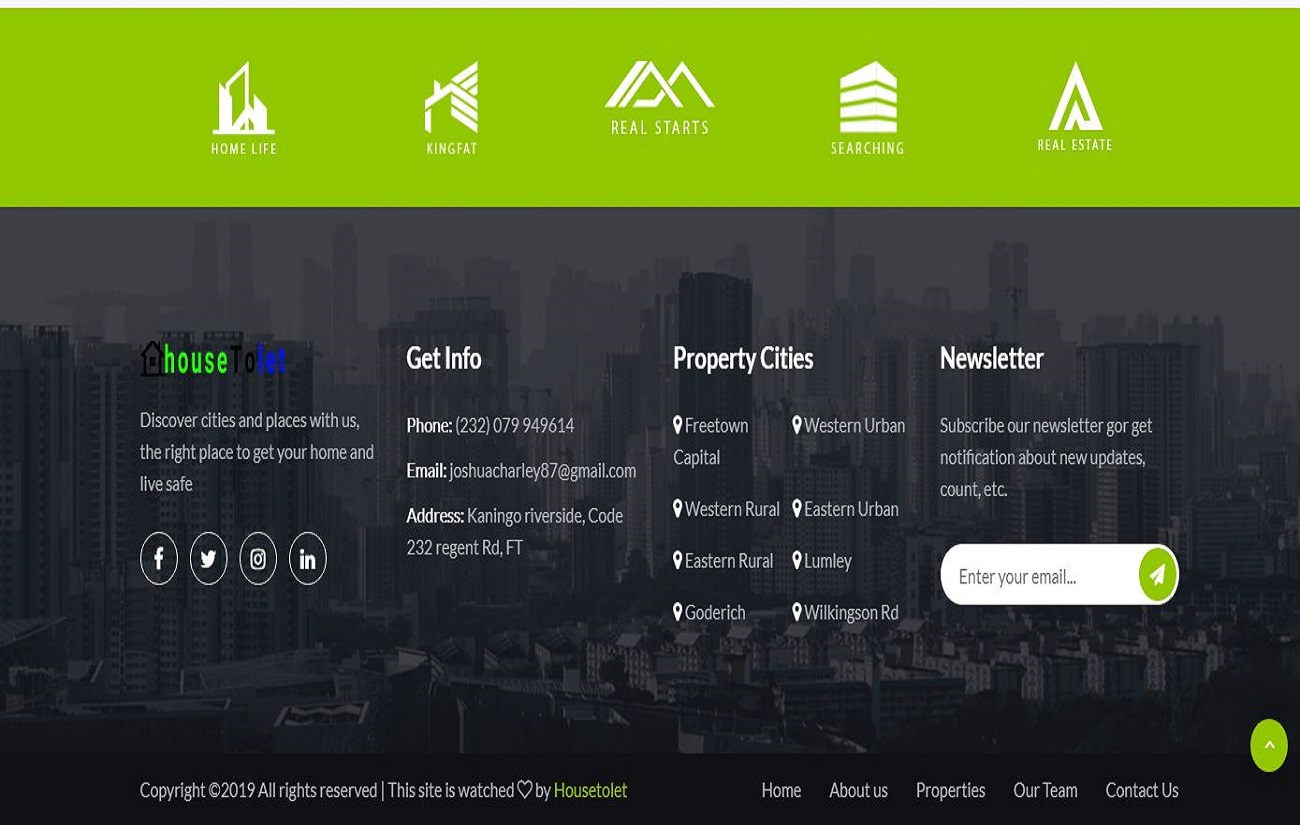 HOME LIFE
KINGFAT
REAL STARTS
SEARCHING
REAL ESTATE
houseTolet
Discover cities and places with us,
the right place to get your home and
live safe
Get Info
Phone: (232) 079 949614
Email: joshuacharley87@gmail.com
Address: Kaningo riverside, Code
232 regent Rd, FT
Property Cities
Freetown
Capital
Western Urban
Western Rural
Eastern Urban
Eastern Rural
Lumley
Goderich
Wilkingson Rd
Newsletter
Subscribe our newsletter gor get
notification about new updates,
count, etc.
Enter your email...
Copyright ©2019 All rights reserved | This site is watched ♡ by Housetolet
Home About us Properties Our Team Contact Us